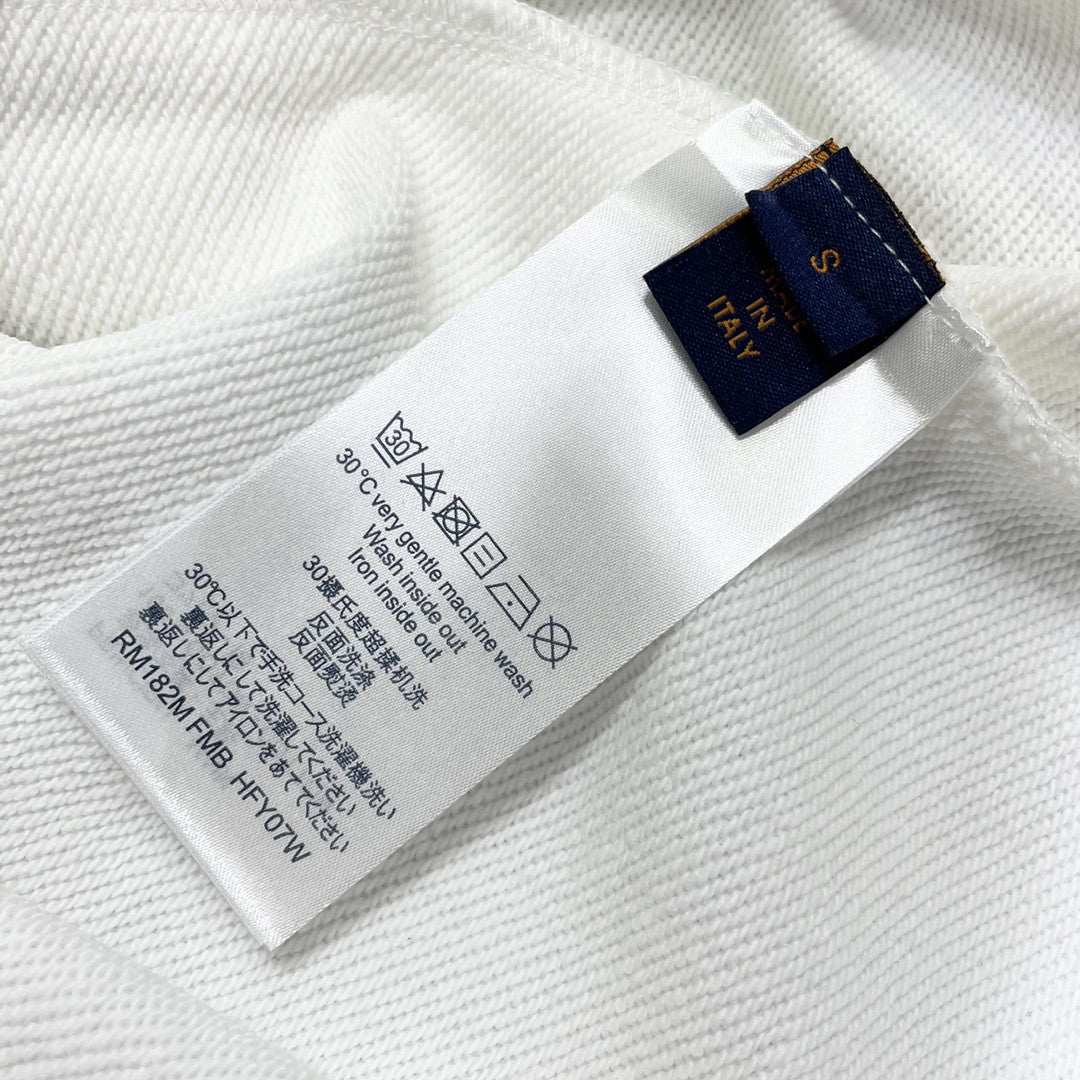 S
MADE
IN
ITALY
30
30°C very gentle machine wash
Wash inside out
Iron inside out
30摄氏度超揉机洗
反面洗涤
反面熨烫
30℃以下で手洗コース洗濯機洗い
裏返しにして洗濯してください
裏返しにしてアイロンをあててください
RM182M FMB HFY07W